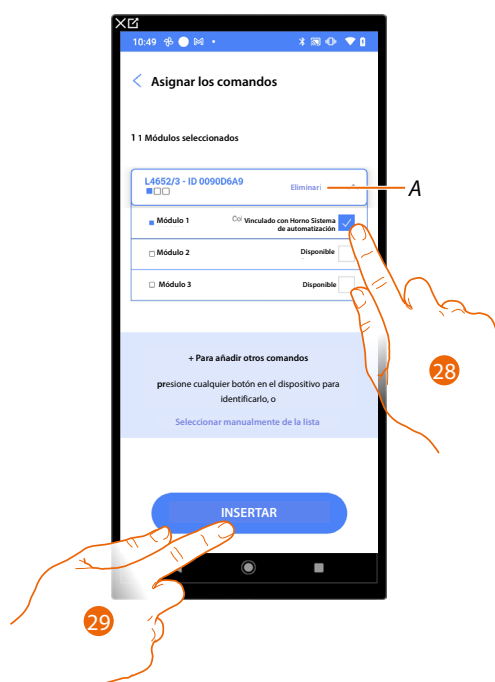 10:49
Asignar los comandos
1 1 Módulos seleccionados
L4652/3 - ID 0090D6A9
Eliminar
A
Módulo 1
Vinculado con Horno Sistema
de automatización
Módulo 2
Disponible
Módulo 3
Disponible
28
+ Para añadir otros comandos
presione cualquier botón en el dispositivo para
identificarlo, o
Seleccionar manualmente de la lista
INSERTAR
29